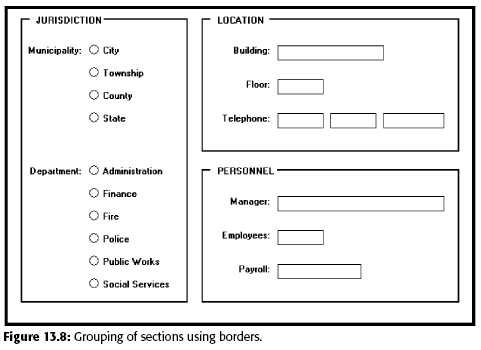 JURISDICTION
Municipality: City
Township
County
State
Department: Administration
Finance
Fire
Police
Public Works
Social Services
LOCATION
Building:
Floor:
Telephone:
PERSONNEL
Manager:
Employees:
Payroll:
Figure 13.8: Grouping of sections using borders.